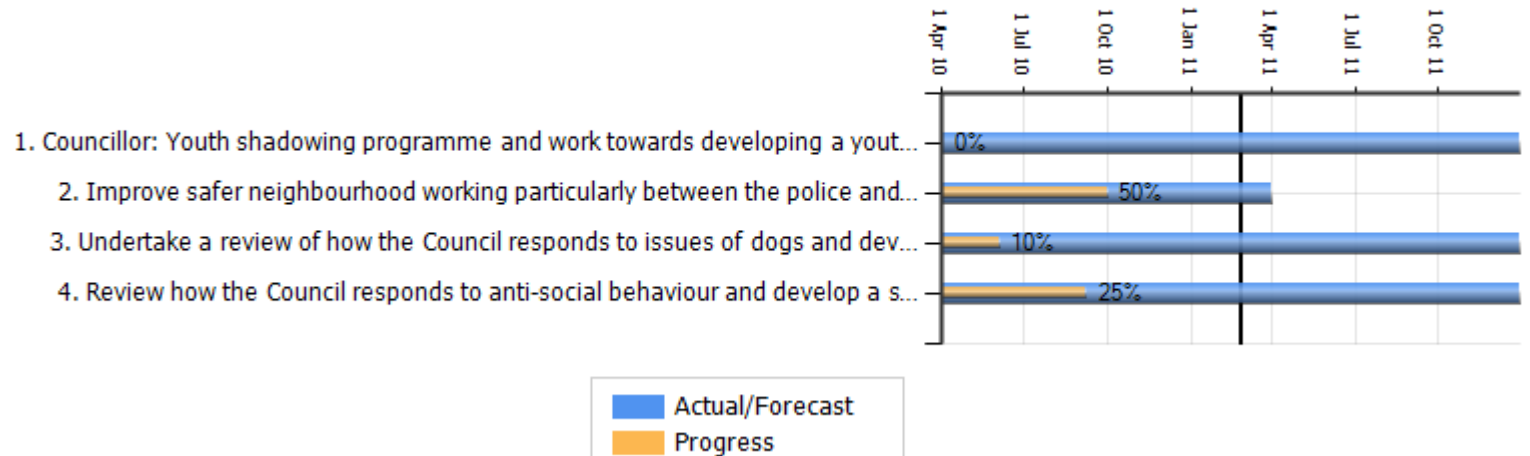 1 Apr 10
1 Jul 10
1 Oct 10
1 Jan 11
1 Apr 11
1 Jul 11
1 Oct 11
1. Councillor: Youth shadowing programme and work towards developing a yout... 0%
2. Improve safer neighbourhood working particularly between the police and... 50%
3. Undertake a review of how the Council responds to issues of dogs and dev... 10%
4. Review how the Council responds to anti-social behaviour and develop a s... 25%
Actual/Forecast
Progress